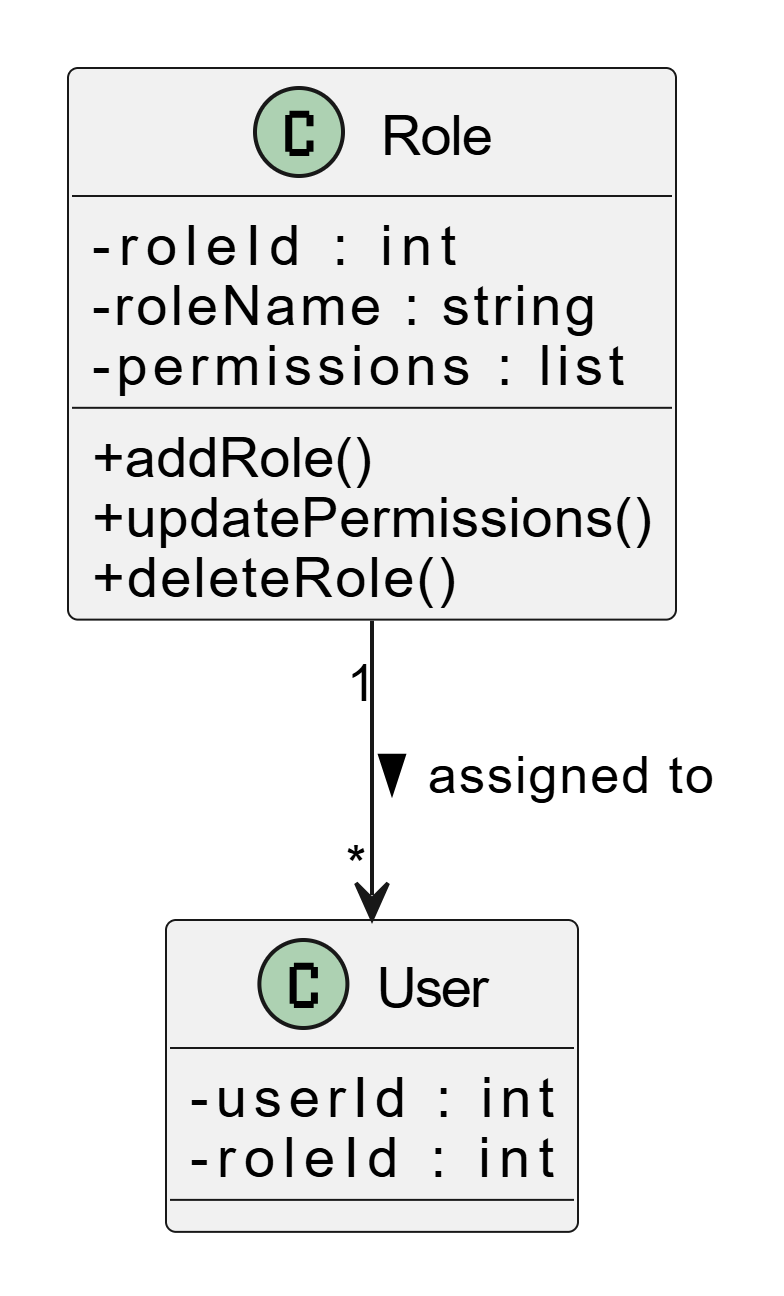 C Role
-roleId : int
-roleName : string
-permissions : list
+addRole()
+updatePermissions()
+deleteRole()
1
assigned to
*
C User
-userId : int
-roleId : int